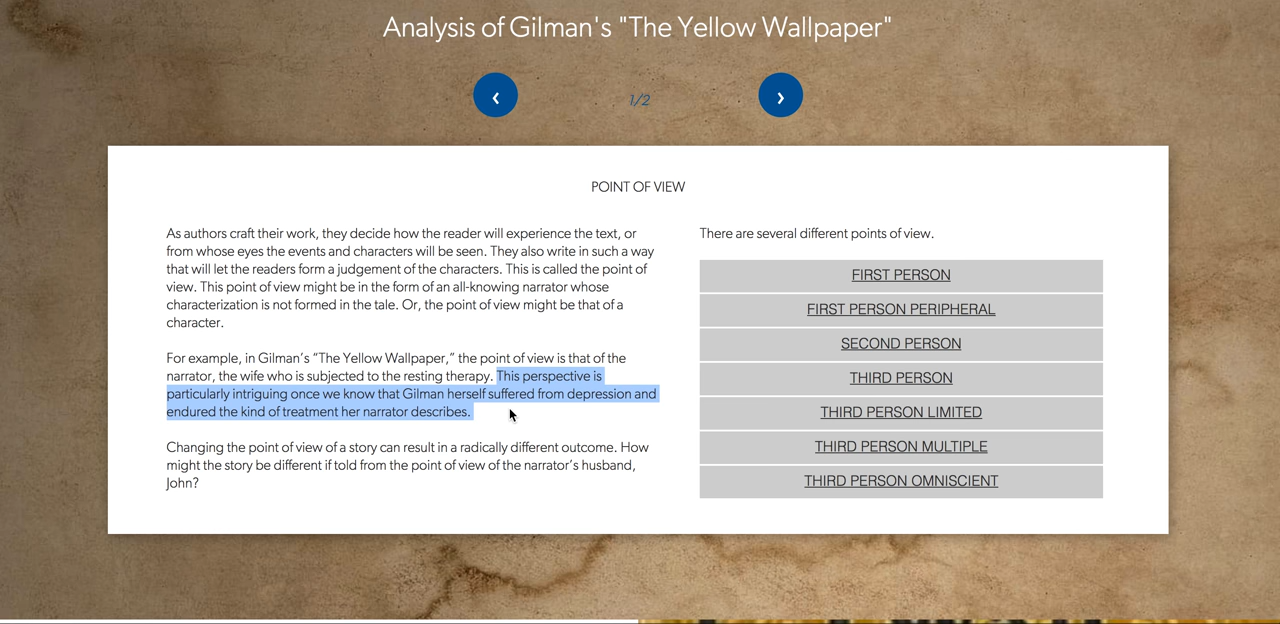 Analysis of Gilman's "The Yellow Wallpaper"
‹
1/2
›
POINT OF VIEW
As authors craft their work, they decide how the reader will experience the text, or
from whose eyes the events and characters will be seen. They also write in such a way
that will let the readers form a judgement of the characters. This is called the point of
view. This point of view might be in the form of an all-knowing narrator whose
characterization is not formed in the tale. Or, the point of view might be that of a
character.
For example, in Gilman’s “The Yellow Wallpaper,” the point of view is that of the
narrator, the wife who is subjected to the resting therapy. This perspective is
particularly intriguing once we know that Gilman herself suffered from depression and
endured the kind of treatment her narrator describes.
Changing the point of view of a story can result in a radically different outcome. How
might the story be different if told from the point of view of the narrator’s husband,
John?
There are several different points of view.
FIRST PERSON
FIRST PERSON PERIPHERAL
SECOND PERSON
THIRD PERSON
THIRD PERSON LIMITED
THIRD PERSON MULTIPLE
THIRD PERSON OMNISCIENT